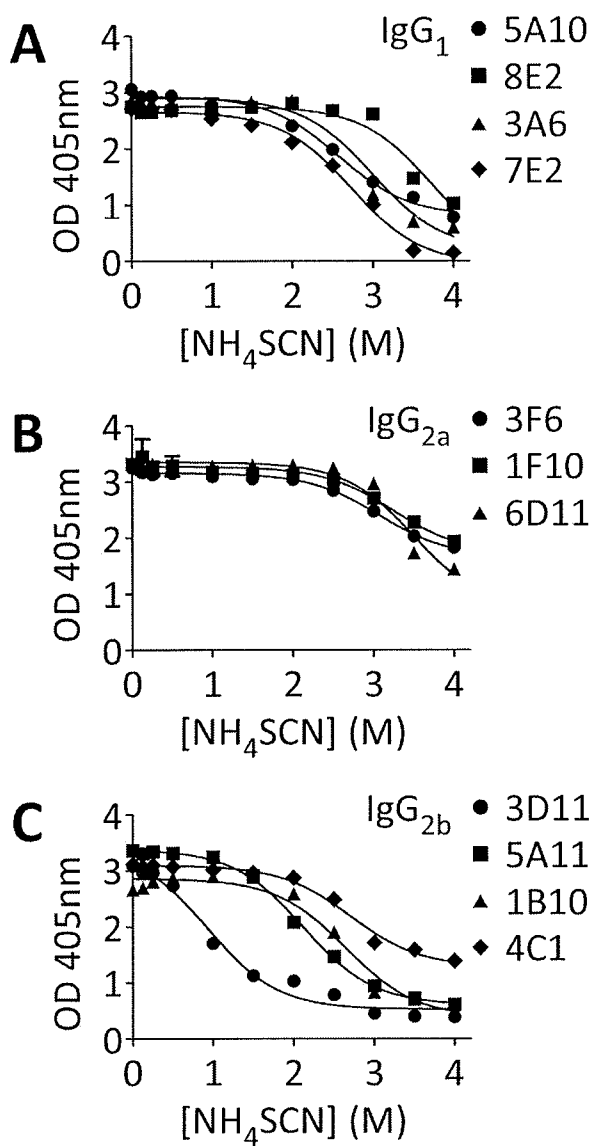 A
IgG₁
5A10
8E2
3A6
7E2
OD 405nm
4
3
2
1
0
0 1 2 3 4
[NH₄SCN] (M)
B
IgG₂ₐ
3F6
1F10
6D11
OD 405nm
4
3
2
1
0
0 1 2 3 4
[NH₄SCN] (M)
C
IgG₂b
3D11
5A11
1B10
4C1
OD 405nm
4
3
2
1
0
0 1 2 3 4
[NH₄SCN] (M)